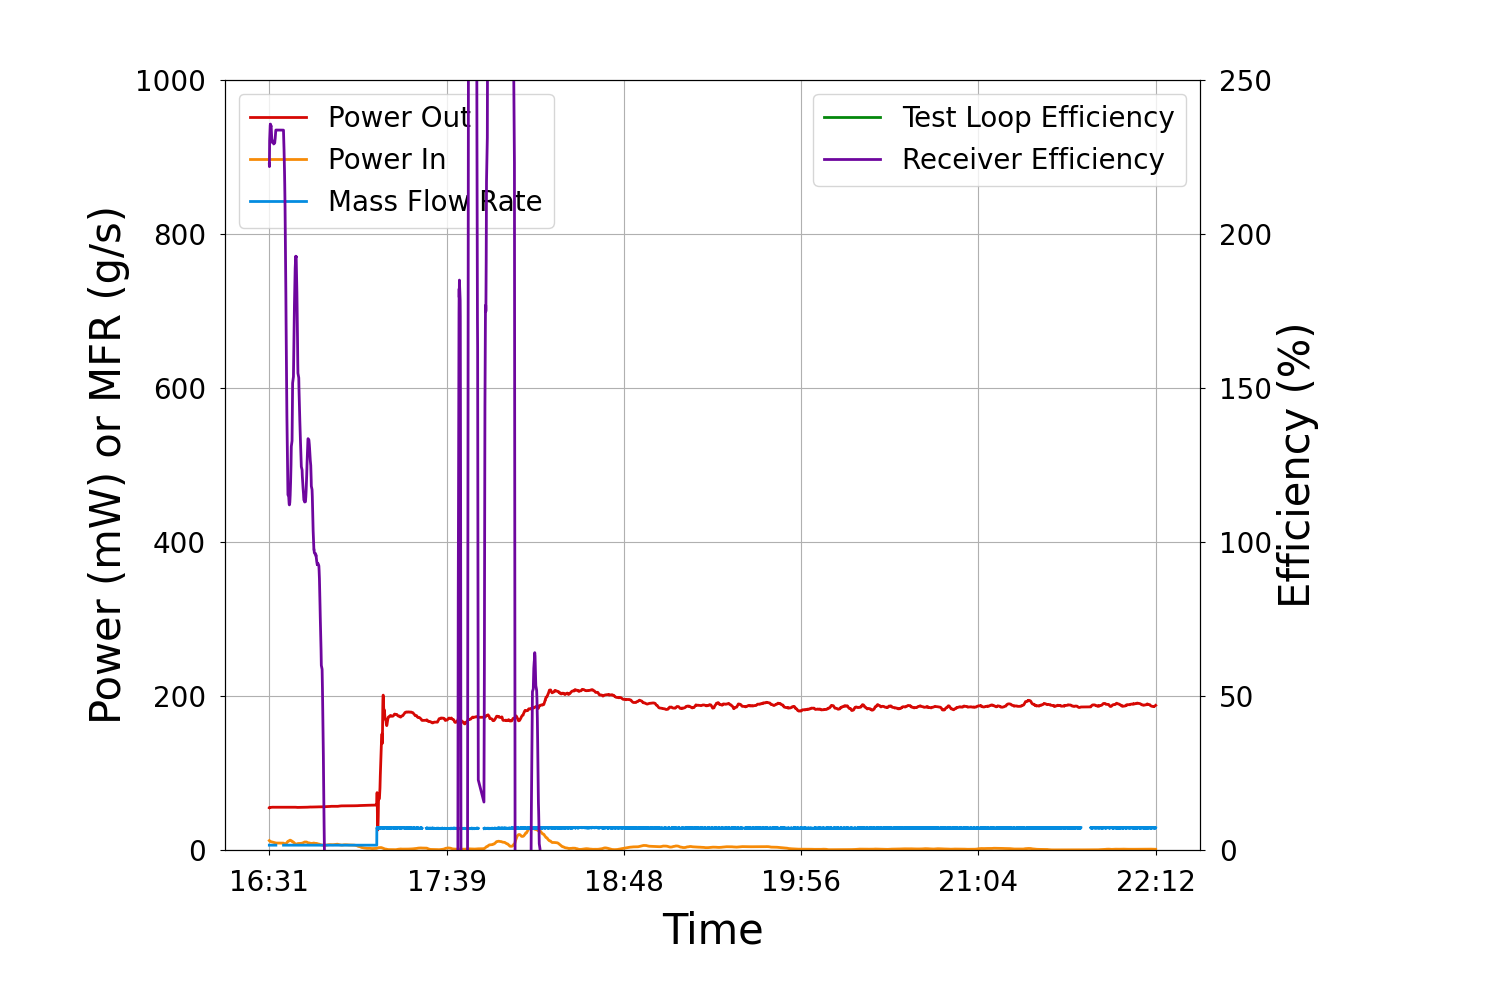 1000
800
600
400
200
0
Power (mW) or MFR (g/s)
Power Out
Power In
Mass Flow Rate
Test Loop Efficiency
Receiver Efficiency
250
200
150
100
50
0
Efficiency (%)
16:31 17:39 18:48 19:56 21:04 22:12
Time